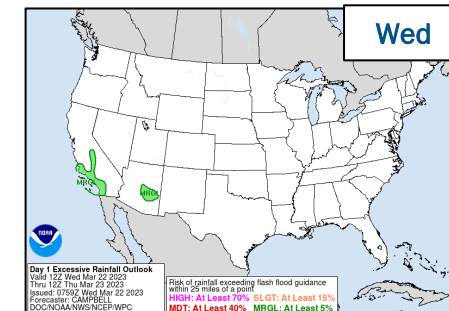 Wed
MRGL
MRGL
NOAA
Day 1 Excessive Rainfall Outlook
Valid 12Z Wed Mar 22 2023
Thru 12Z Thu Mar 23 2023
Issued: 0759Z Wed Mar 22 2023
Forecaster: CAMPBELL
DOC/NOAA/NWS/NCEP/WPC
Risk of rainfall exceeding flash flood guidance
within 25 miles of a point
HIGH: At Least 70% SLGT: At Least 15%
MDT: At Least 40% MRGL: At Least 5%